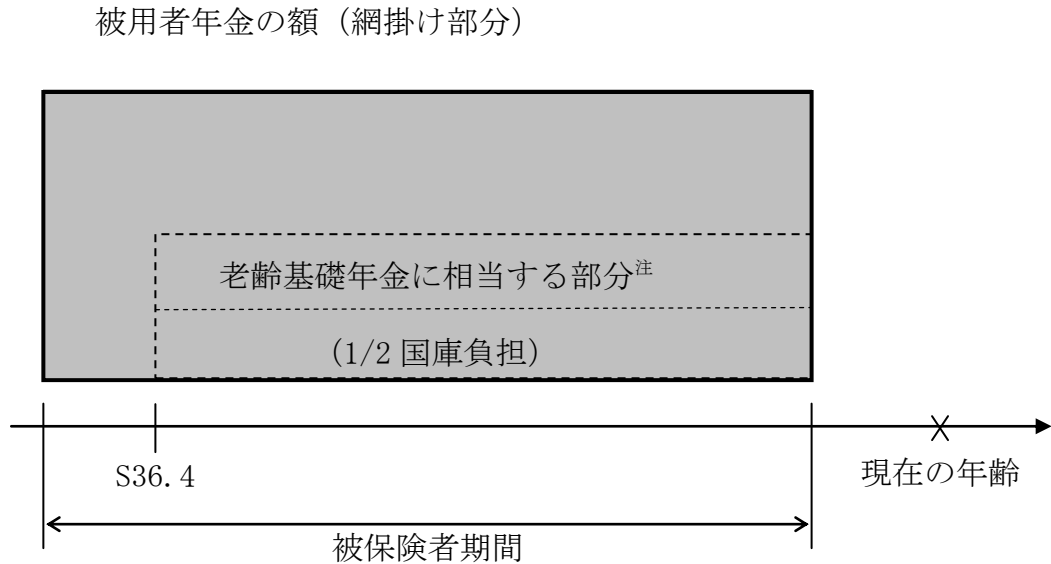 被用者年金の額（網掛け部分）
老齢基礎年金に相当する部分注
（1/2 国庫負担）
S36.4
現在の年齢
被保険者期間